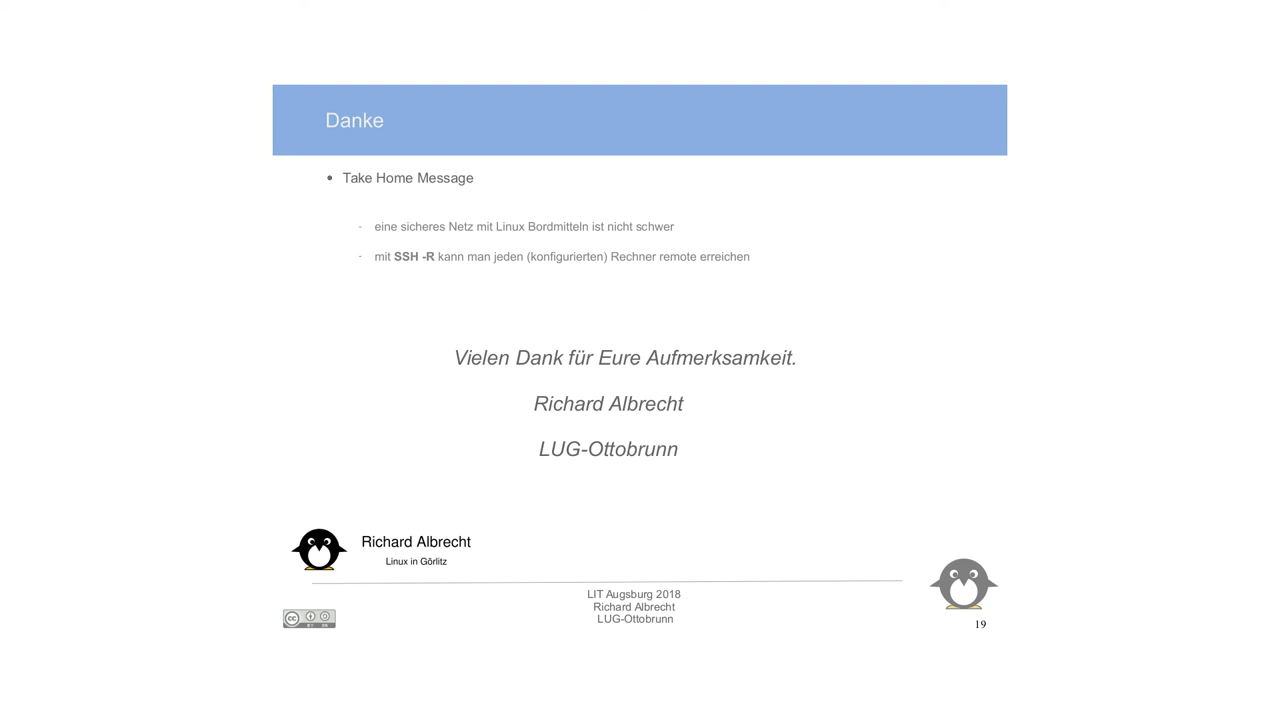 Danke
• Take Home Message
- eine sicheres Netz mit Linux Bordmitteln ist nicht schwer
- mit SSH -R kann man jeden (konfigurierten) Rechner remote erreichen
Vielen Dank für Eure Aufmerksamkeit.
Richard Albrecht
LUG-Ottobrunn
Richard Albrecht
Linux in Görlitz
LIT Augsburg 2018
Richard Albrecht
LUG-Ottobrunn
cc
19